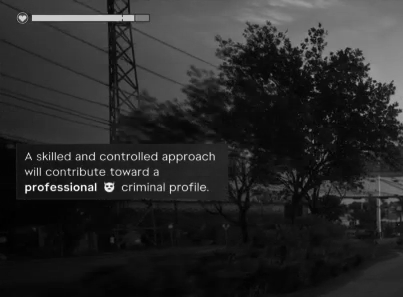 A skilled and controlled approach
will contribute toward a
professional criminal profile.